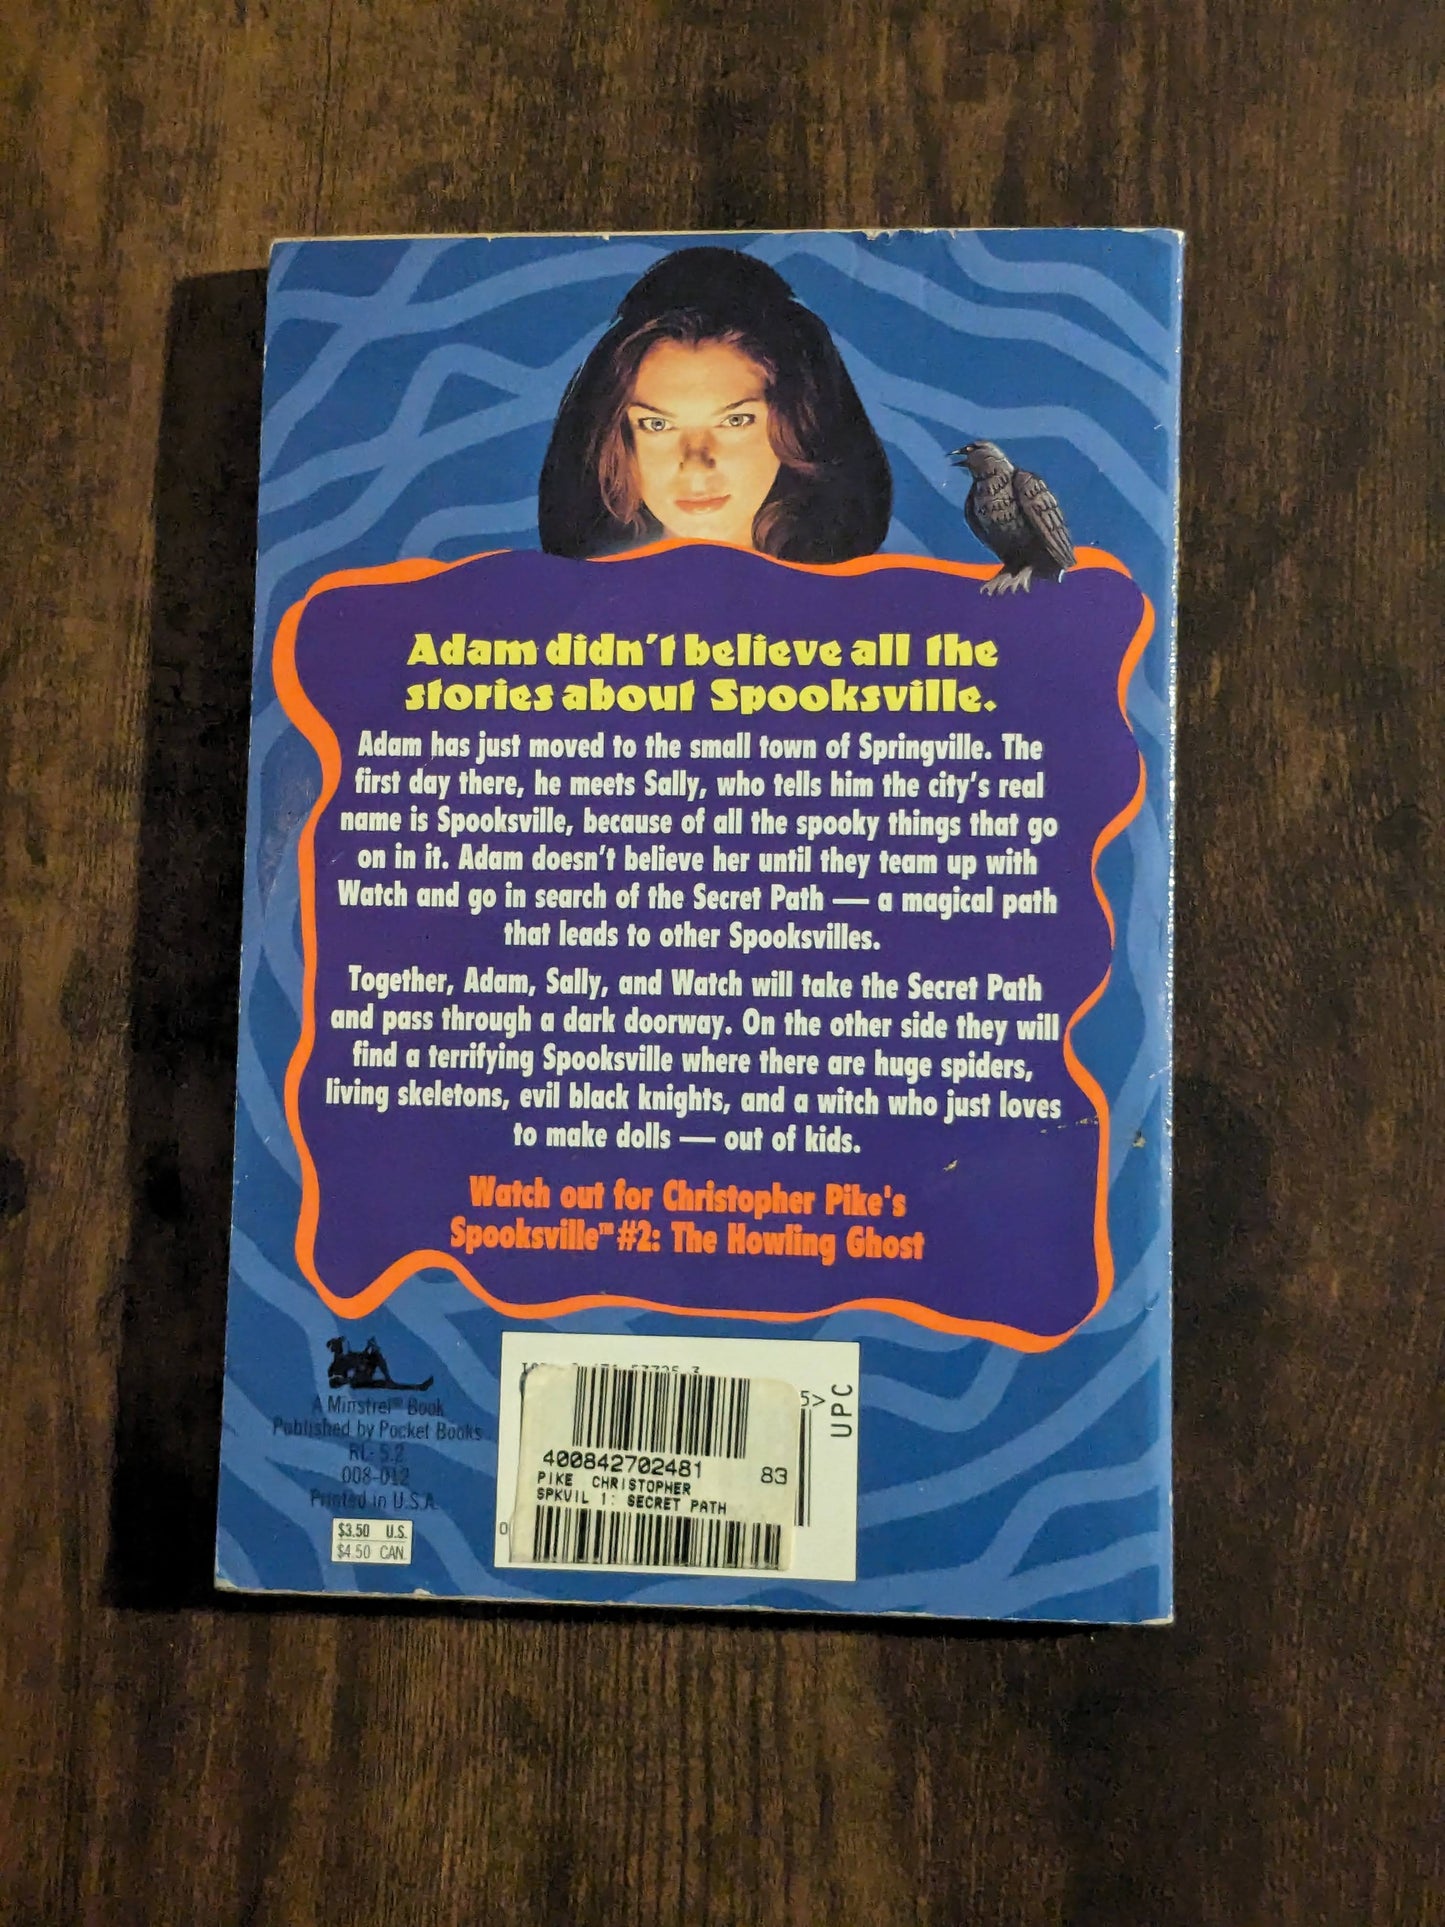 Adam didn't believe all the
stories about Spooksville.
Adam has just moved to the small town of Springville. The
first day there, he meets Sally, who tells him the city's real
name is Spooksville, because of all the spooky things that go
on in it. Adam doesn't believe her until they team up with
Watch and go in search of the Secret Path — a magical path
that leads to other Spooksvilles.
Together, Adam, Sally, and Watch will take the Secret Path
and pass through a dark doorway. On the other side they will
find a terrifying Spooksville where there are huge spiders,
living skeletons, evil black knights, and a witch who just loves
to make dolls — out of kids.
Watch out for Christopher Pike's
Spooksville™ #2: The Howling Ghost
A Minstrel® Book
Published by Pocket Books
RL: 5.2
008-012
Printed in U.S.A.
$3.50 U.S.
$4.50 CAN.
5>
UPC
400842702481 83
PIKE CHRISTOPHER
SPKVIL 1: SECRET PATH
0